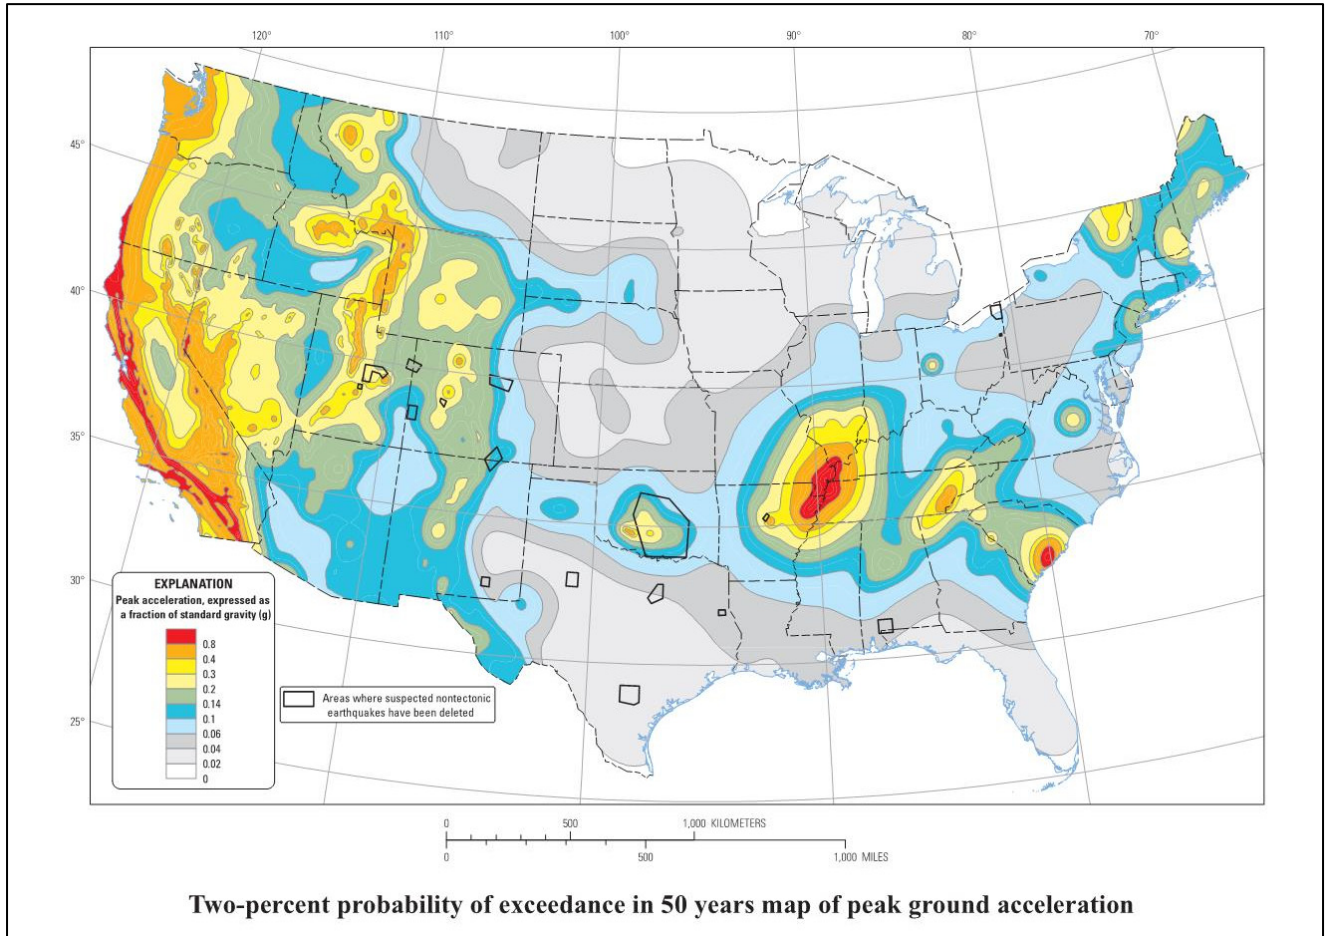 120° 110° 100° 90° 80° 70°
45°
40°
35°
30°
25°
EXPLANATION
Peak acceleration, expressed as
a fraction of standard gravity (g)
0.8
0.4
0.3
0.2
0.14
0.1
0.06
0.04
0.02
0
Areas where suspected nontectonic
earthquakes have been deleted
0 500 1,000 KILOMETERS
0 500 1,000 MILES
Two-percent probability of exceedance in 50 years map of peak ground acceleration